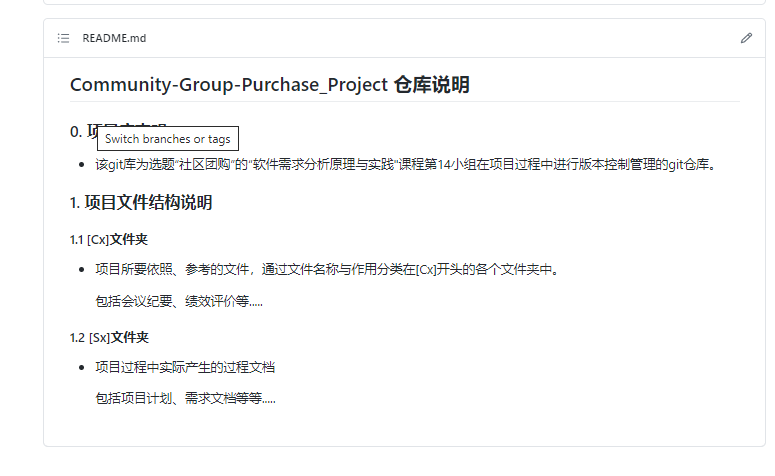 README.md
Community-Group-Purchase_Project 仓库说明
0. 项
Switch branches or tags
该git库为选题“社区团购”的“软件需求分析原理与实践”课程第14小组在项目过程中进行版本控制管理的git仓库。
1. 项目文件结构说明
1.1 [Cx]文件夹
项目所要依照、参考的文件，通过文件名称与作用分类在[Cx]开头的各个文件夹中。
包括会议纪要、绩效评价等.....
1.2 [Sx]文件夹
项目过程中实际产生的过程文档
包括项目计划、需求文档等等.....